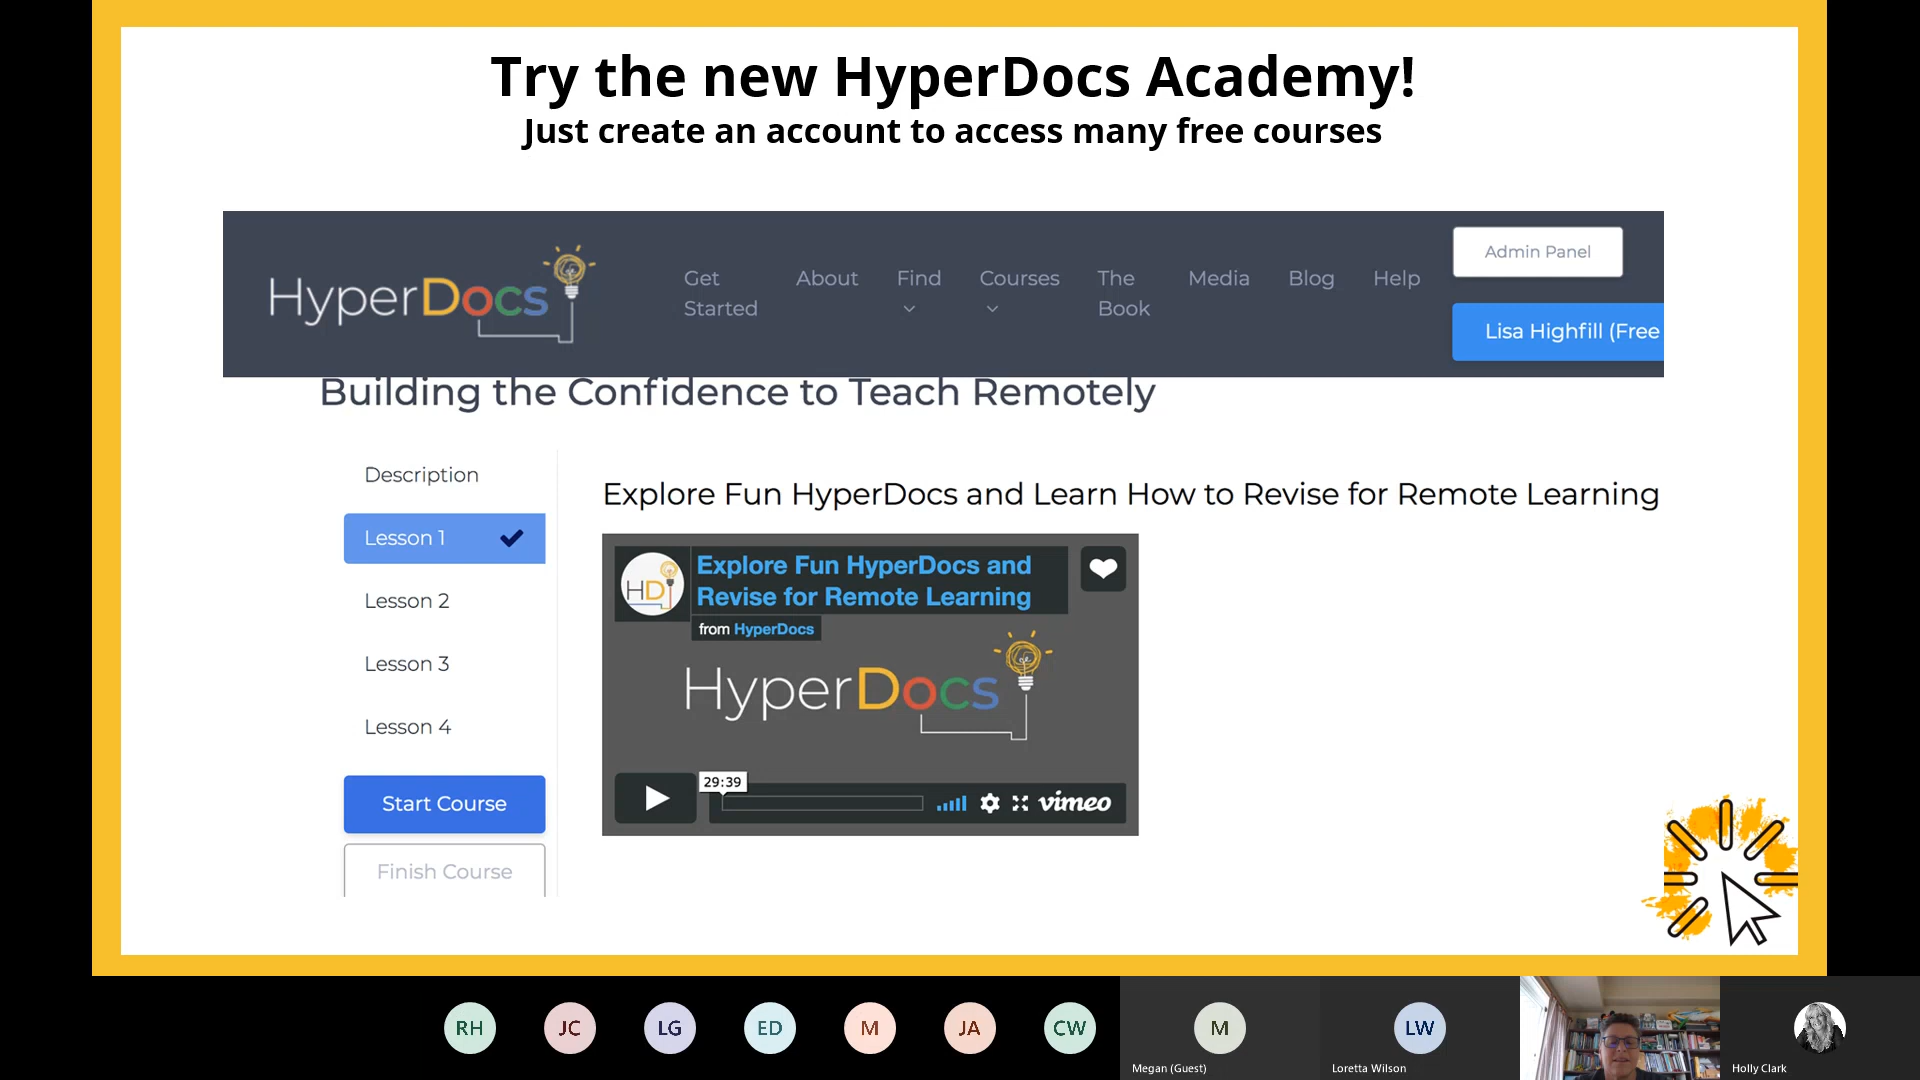 Try the new HyperDocs Academy!
Just create an account to access many free courses
HyperDocs
Get Started
About
Find
Courses
The Book
Media
Blog
Help
Admin Panel
Lisa Highfill (Free
Building the Confidence to Teach Remotely
Description
Lesson 1
Lesson 2
Lesson 3
Lesson 4
Start Course
Finish Course
Explore Fun HyperDocs and Learn How to Revise for Remote Learning
HD
Explore Fun HyperDocs and
Revise for Remote Learning
from HyperDocs
HyperDocs
29:39
vimeo
RH
JC
LG
ED
M
JA
CW
M
LW
Megan (Guest)
Loretta Wilson
Holly Clark